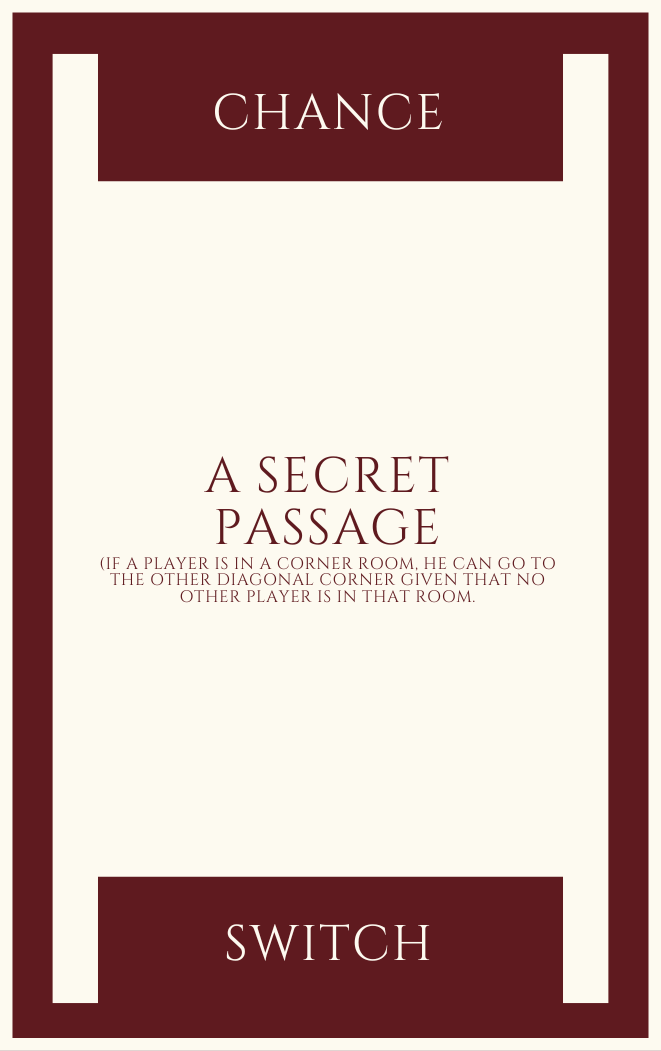 CHANCE
A SECRET
PASSAGE
(IF A PLAYER IS IN A CORNER ROOM, HE CAN GO TO
THE OTHER DIAGONAL CORNER GIVEN THAT NO
OTHER PLAYER IS IN THAT ROOM.
SWITCH